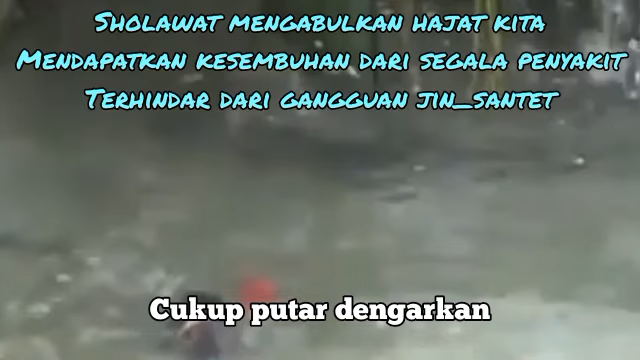 Sholawat mengabulkan hajat kita
Mendapatkan kesembuhan dari segala penyakit
Terhindar dari gangguan jin_santet
Cukup putar dengarkan